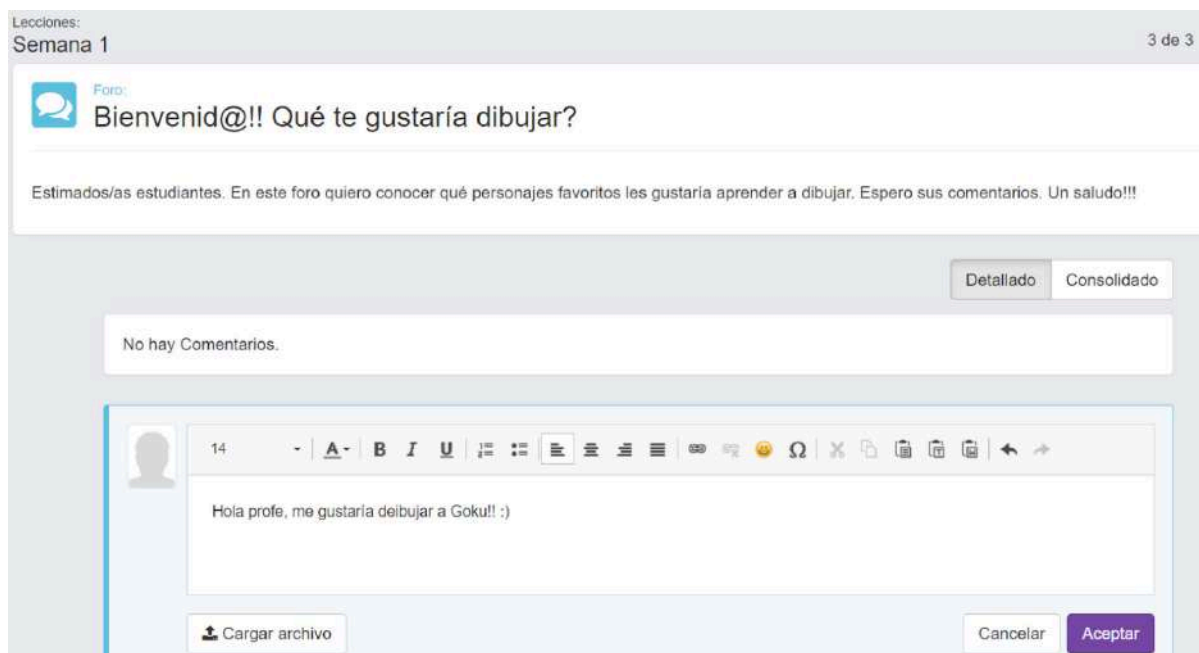 Lecciones:
Semana 1
3 de 3
Foro:
Bienvenid@!! Qué te gustaría dibujar?
Estimados/as estudiantes. En este foro quiero conocer qué personajes favoritos les gustaría aprender a dibujar. Espero sus comentarios. Un saludo!!!
Detallado
Consolidado
No hay Comentarios.
14
A
B I U
Ω
Hola profe, me gustaría deibujar a Goku!! :)
Cargar archivo
Cancelar
Aceptar